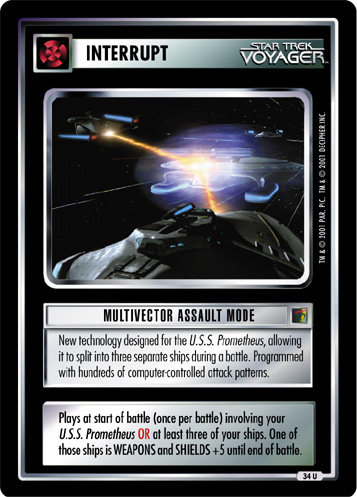 INTERRUPT
STAR TREK
VOYAGER™
TM & © 2001 PAR. PIC. TM & © 2001 DECIPHER INC.
MULTIVECTOR ASSAULT MODE
New technology designed for the U.S.S. Prometheus, allowing
it to split into three separate ships during a battle. Programmed
with hundreds of computer-controlled attack patterns.
Plays at start of battle (once per battle) involving your
U.S.S. Prometheus OR at least three of your ships. One of
those ships is WEAPONS and SHIELDS +5 until end of battle.
34 U